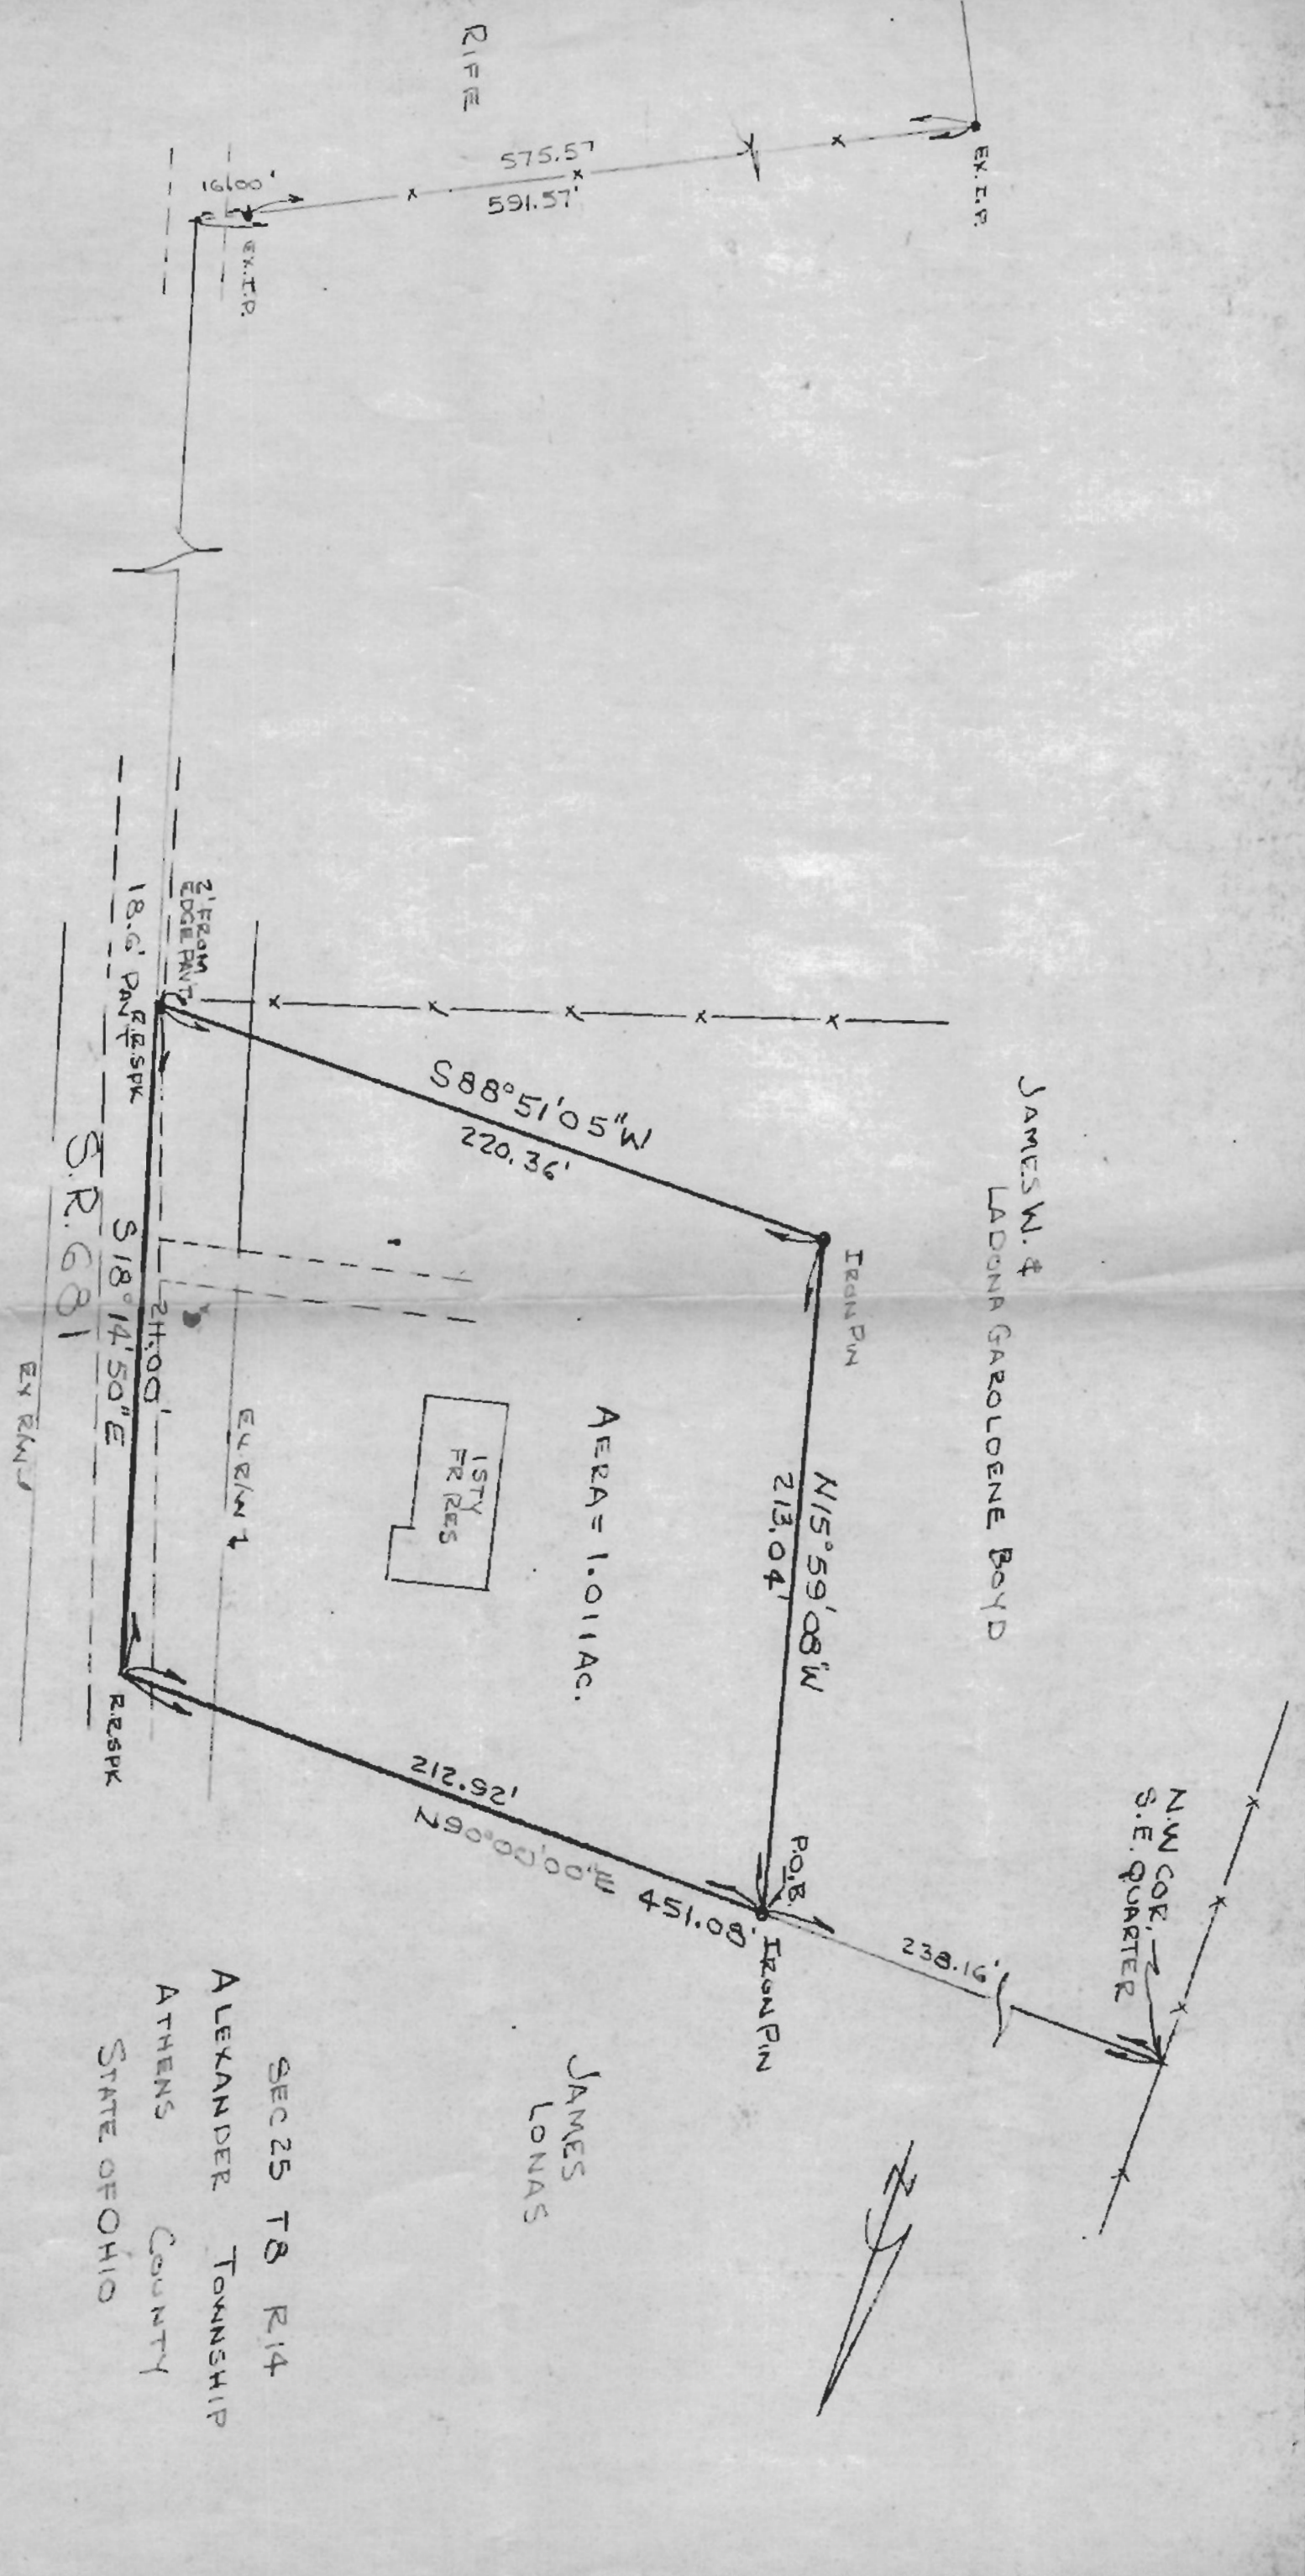 RIFE
575.57
591.57'
16.00'
EX. I.P.
EX. I.P.
2' FROM
EDGE PAV'T
18.6' PAV'T
R.R.SPK
S88°51'05"W
220.36'
JAMES W. &
LADONA GAROLDENE BOYD
IRON PIN
N15°59'08"W
213.04'
AERA = 1.011 AC.
1 STY
FR RES
211.00'
S18°14'50"E
S.R. 681
EX. R/W
EX R/W
R.R.SPK
212.92'
N90°00'00"E 451.08'
P.O.B.
IRON PIN
238.16'
N.W COR.
S.E. QUARTER
JAMES
LONAS
N
SEC 25 T8 R14
ALEXANDER TOWNSHIP
ATHENS COUNTY
STATE OF OHIO